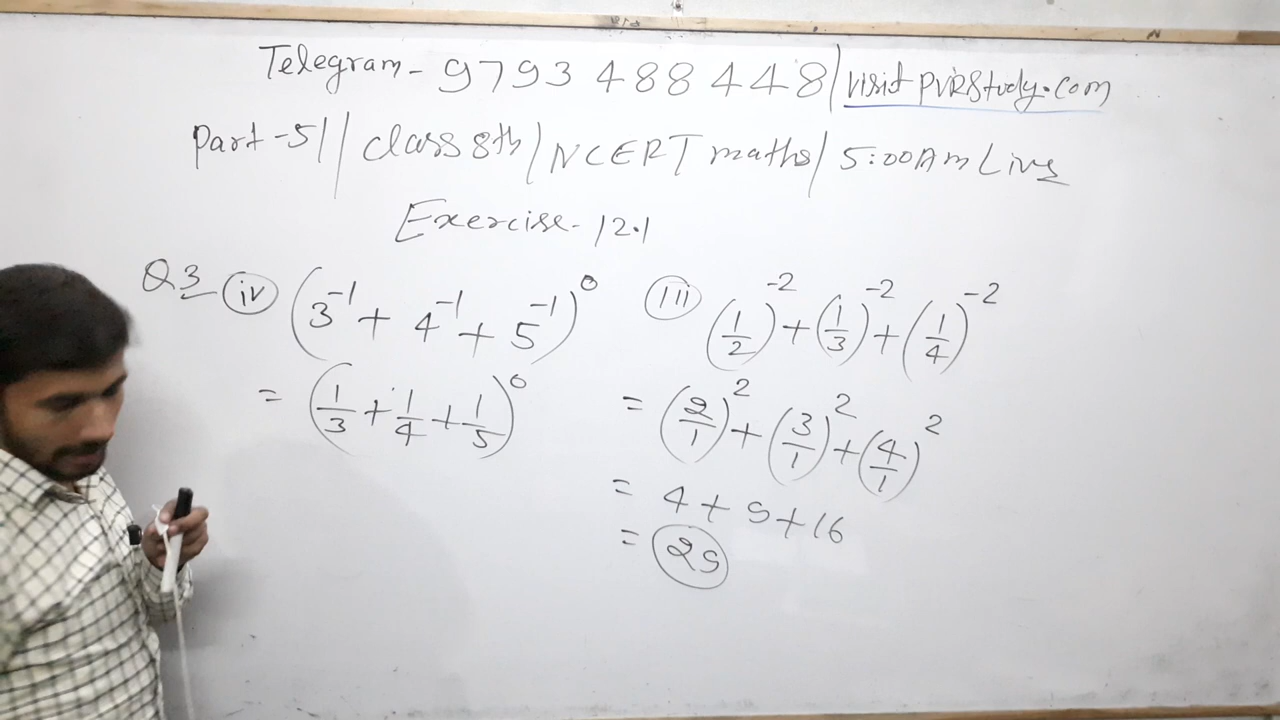 Telegram- 9793 488 448/visit PVRStudy.com
Part-5// class 8th/NCERT maths/ 5:00Am Live
Exercise-12.1
Q3 (iv) (3⁻¹ + 4⁻¹ + 5⁻¹)⁰
= (1/3 + 1/4 + 1/5)⁰
(iii) (1/2)⁻² + (1/3)⁻² + (1/4)⁻²
= (2/1)² + (3/1)² + (4/1)²
= 4 + 9 + 16
= 29